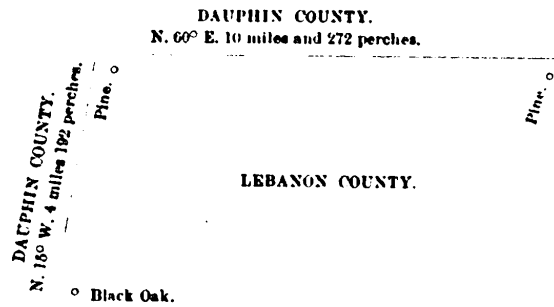 DAUPHIN COUNTY.
N. 60° E. 10 miles and 272 perches.
Pine.
Pine.
DAUPHIN COUNTY.
N. 15° W. 4 miles 192 perches.
LEBANON COUNTY.
Black Oak.